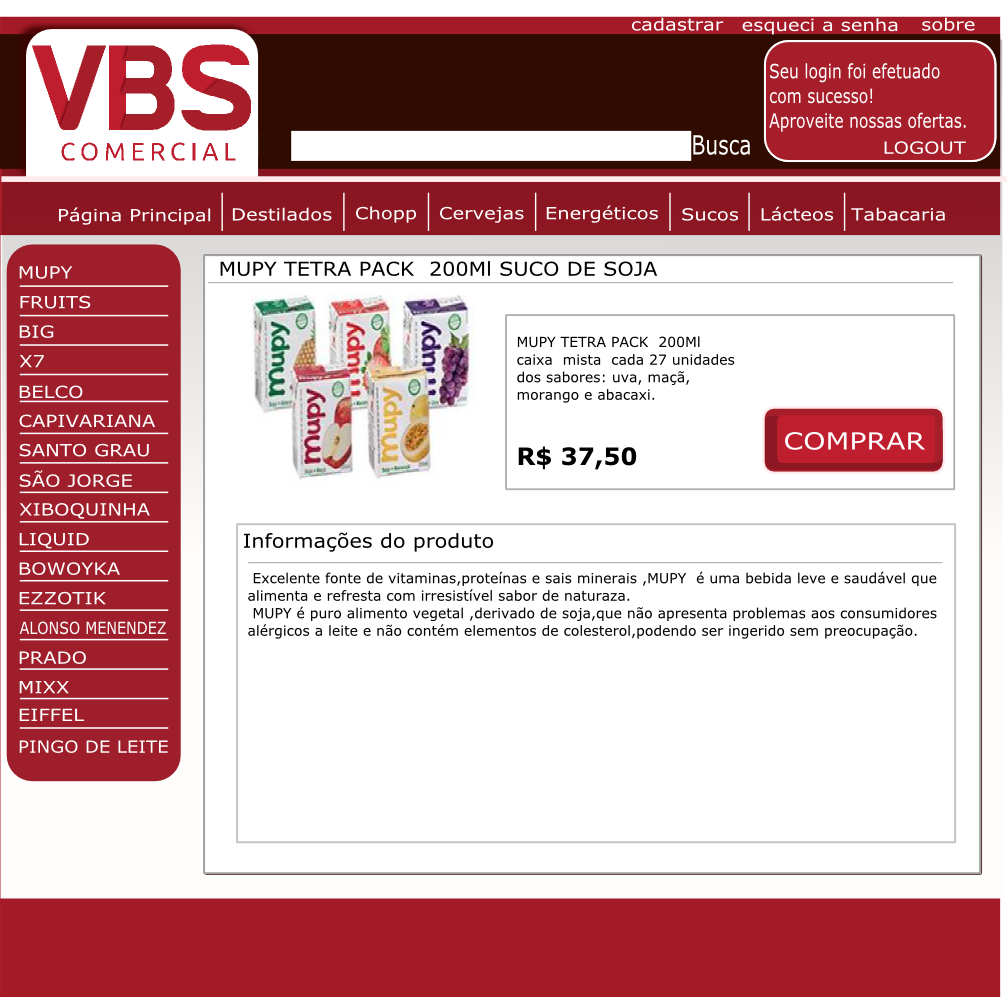 cadastrar esqueci a senha sobre
VBS
COMERCIAL
Seu login foi efetuado
com sucesso!
Aproveite nossas ofertas.
LOGOUT
Busca
Página Principal Destilados Chopp Cervejas Energéticos Sucos Lácteos Tabacaria
MUPY
FRUITS
BIG
X7
BELCO
CAPIVARIANA
SANTO GRAU
SÃO JORGE
XIBOQUINHA
LIQUID
BOWOYKA
EZZOTIK
ALONSO MENENDEZ
PRADO
MIXX
EIFFEL
PINGO DE LEITE
MUPY TETRA PACK  200Ml SUCO DE SOJA
mupy
mupy
mupy
mupy
mupy
MUPY TETRA PACK  200Ml
caixa  mista  cada 27 unidades
dos sabores: uva, maçã,
morango e abacaxi.
R$ 37,50
COMPRAR
Informações do produto
Excelente fonte de vitaminas,proteínas e sais minerais ,MUPY  é uma bebida leve e saudável que
alimenta e refresta com irresistível sabor de naturaza.
MUPY é puro alimento vegetal ,derivado de soja,que não apresenta problemas aos consumidores
alérgicos a leite e não contém elementos de colesterol,podendo ser ingerido sem preocupação.